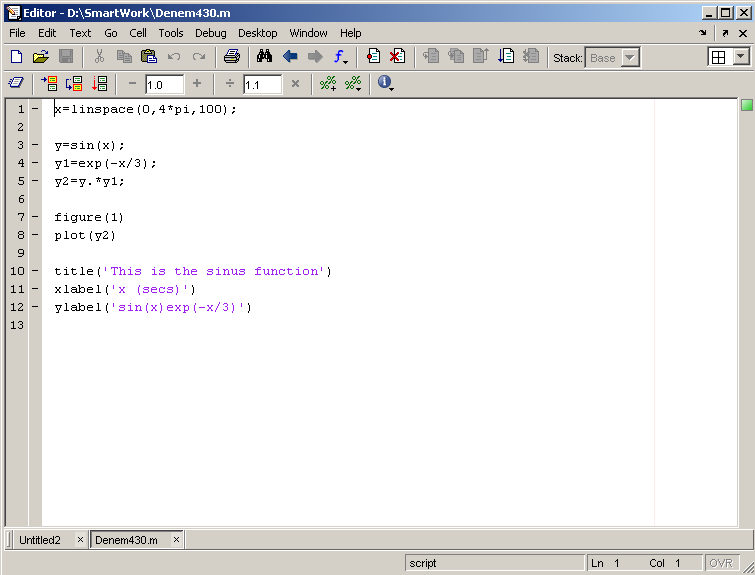 Editor - D:\SmartWork\Denem430.m
File Edit Text Go Cell Tools Debug Desktop Window Help
Stack: Base
1.0 1.1
1 x=linspace(0,4*pi,100);
2
3 y=sin(x);
4 y1=exp(-x/3);
5 y2=y.*y1;
6
7 figure(1)
8 plot(y2)
9
10 title('This is the sinus function')
11 xlabel('x (secs)')
12 ylabel('sin(x)exp(-x/3)')
13
Untitled2 Denem430.m
script Ln 1 Col 1 OVR